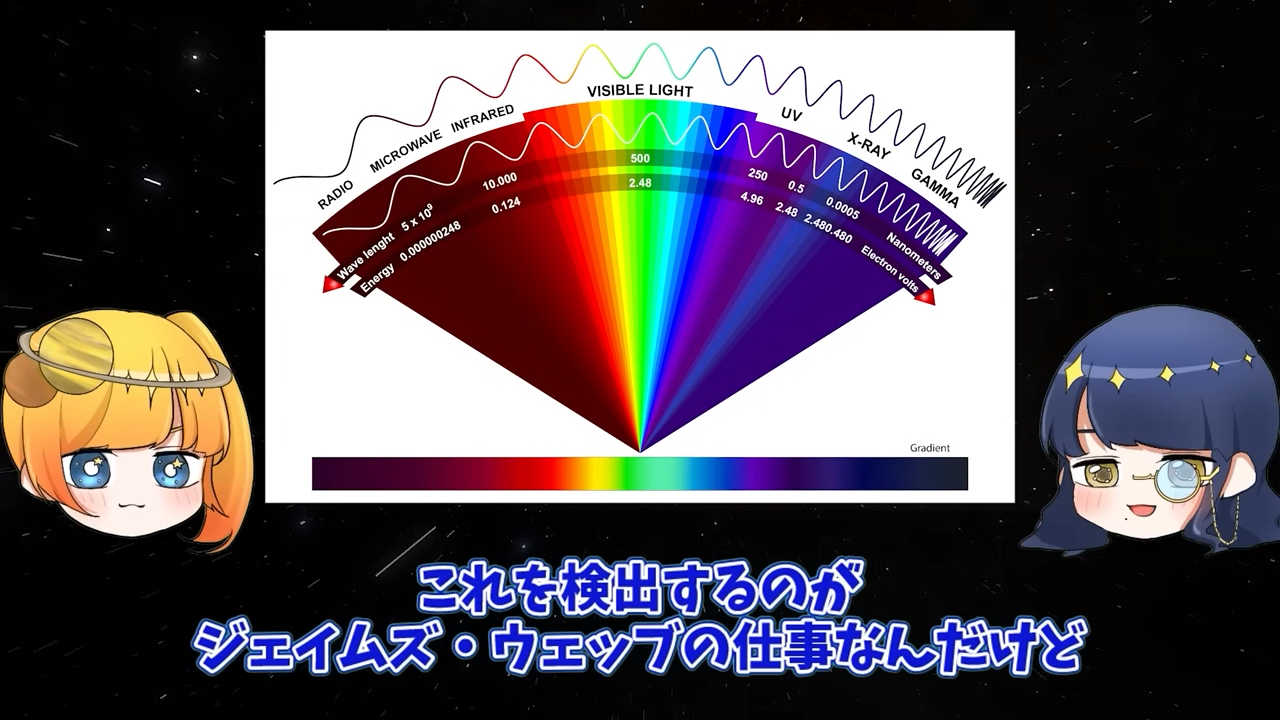 VISIBLE LIGHT
RADIO MICROWAVE INFRARED
UV X-RAY GAMMA
Wave lenght 5 x 10⁹ 10.000 500 250 0.5 0.0005 Nanometers
Energy 0.000000248 0.124 2.48 4.96 2.48 2.480.480 Electron volts
Gradient
これを検出するのが
ジェイムズ・ウェッブの仕事なんだけど